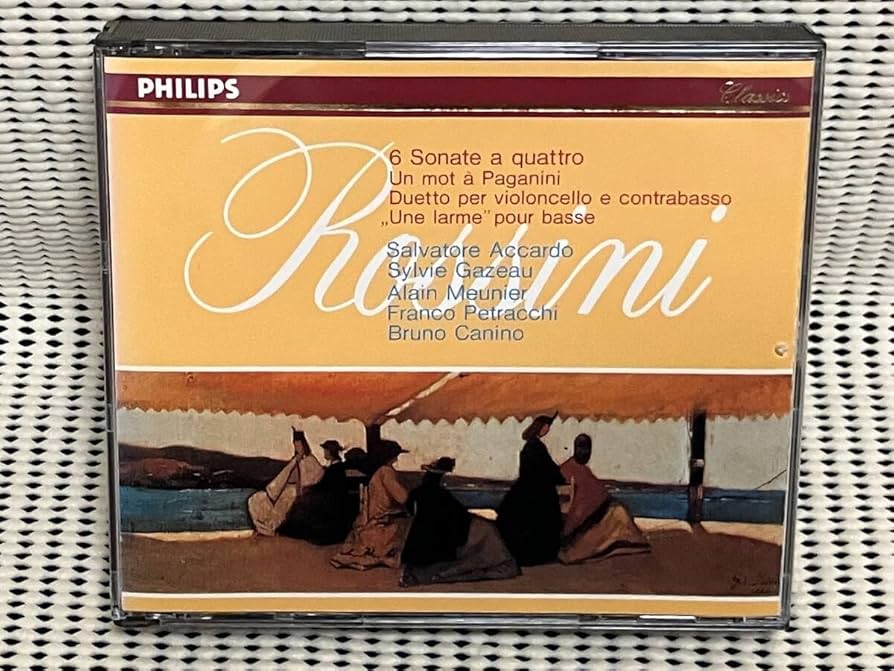 PHILIPS
Classics
Rossini
6 Sonate a quattro
Un mot à Paganini
Duetto per violoncello e contrabasso
„Une larme" pour basse
Salvatore Accardo
Sylvie Gazeau
Alain Meunier
Franco Petracchi
Bruno Canino